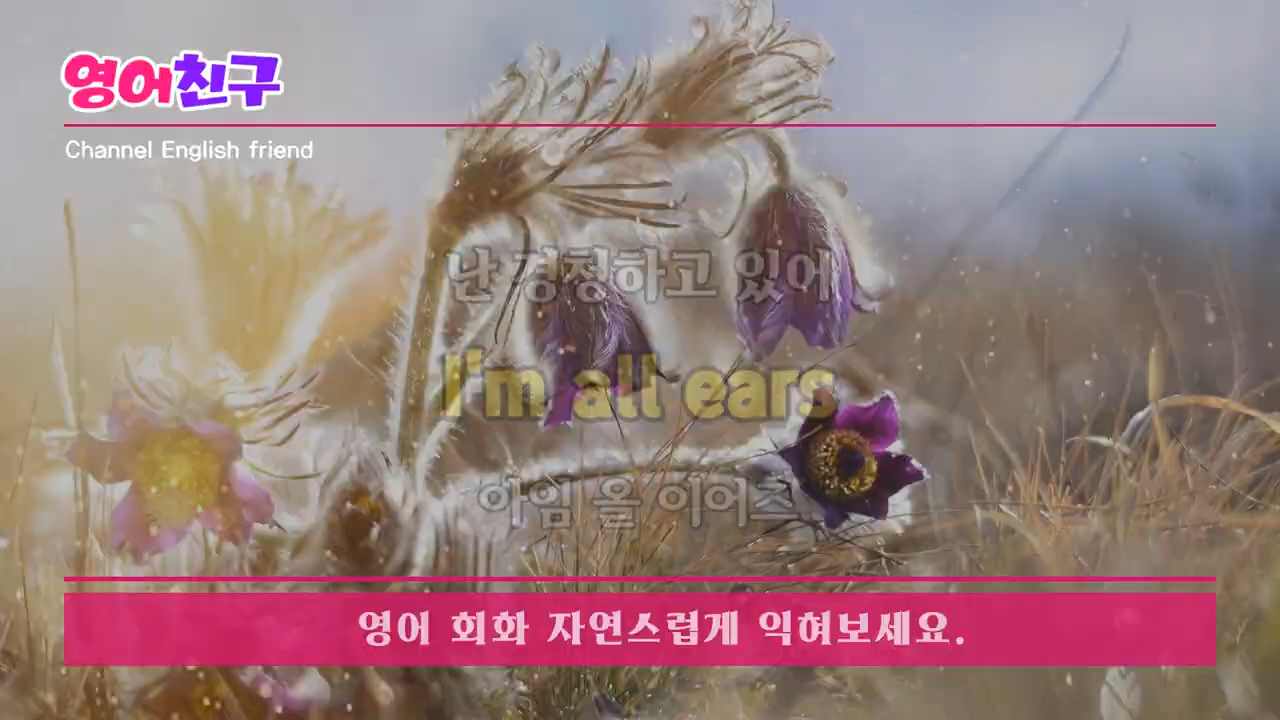 영어친구
Channel English friend
난 경청하고 있어
I'm all ears
아임 올 이어즈
영어 회화 자연스럽게 익혀보세요.